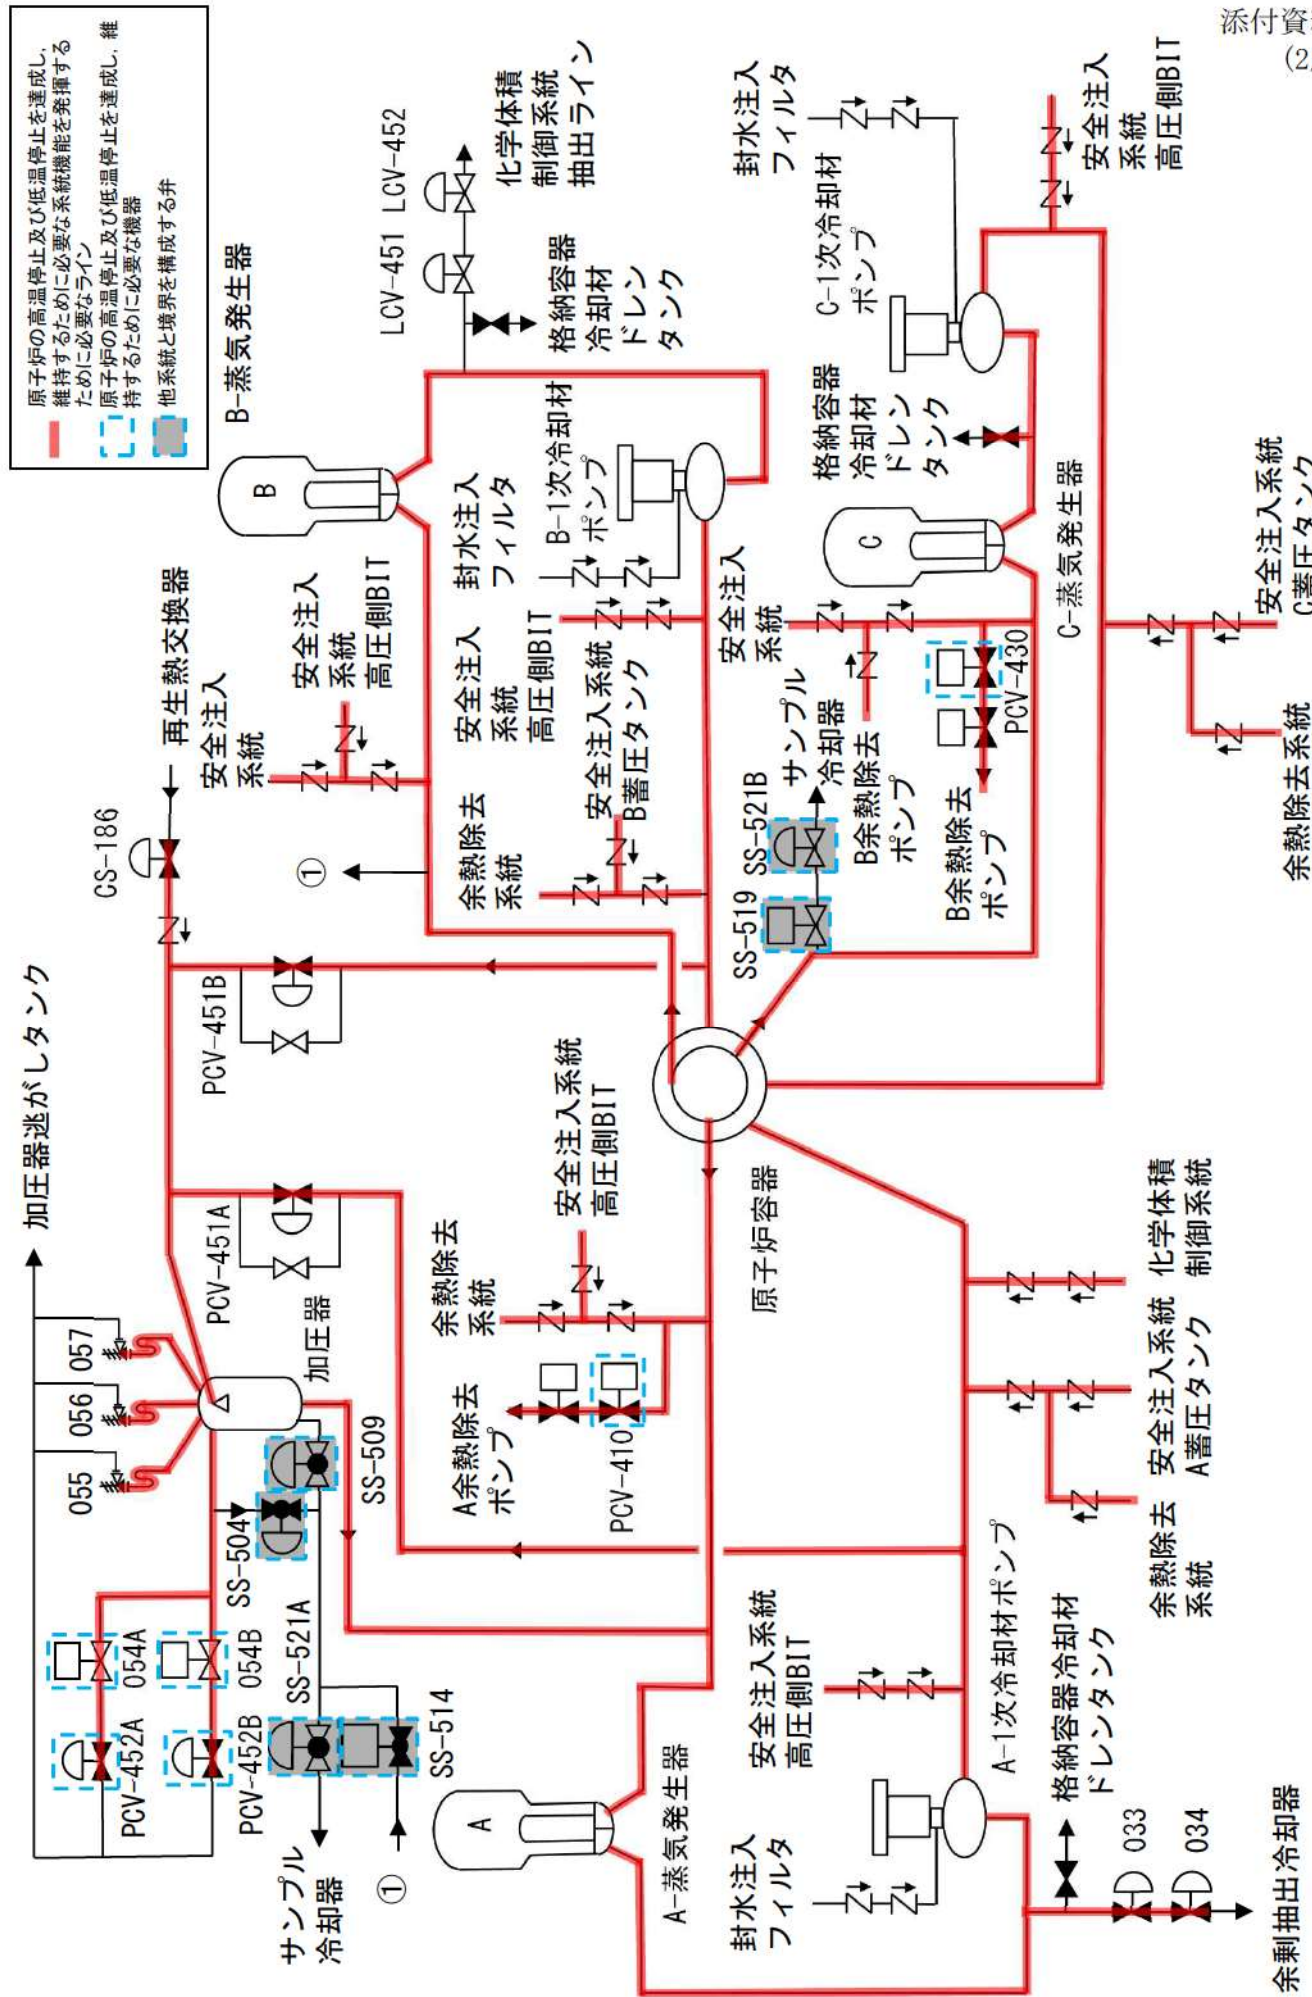 添付資
(2,
原子炉の高温停止及び低温停止を達成し,
維持するために必要な系統機能を発揮する
ために必要なライン
原子炉の高温停止及び低温停止を達成し, 維
持するために必要な機器
他系統と境界を構成する弁
加圧器逃がしタンク
055
056
057
054A
054B
PCV-452A
PCV-452B
SS-504
SS-509
SS-521A
SS-514
サンプル
冷却器
①
加圧器
PCV-451A
PCV-451B
CS-186
再生熱交換器
安全注入
系統
安全注入
系統
高圧側BIT
①
B-蒸気発生器
B
LCV-451
LCV-452
化学体積
制御系統
抽出ライン
格納容器
冷却材
ドレン
タンク
封水注入
フィルタ
B-1次冷却材
ポンプ
安全注入
系統
高圧側BIT
余熱除去
系統
安全注入系統
B蓄圧タンク
余熱除去
系統
安全注入系統
高圧側BIT
A余熱除去
ポンプ
PCV-410
原子炉容器
A
A-蒸気発生器
安全注入系統
高圧側BIT
封水注入
フィルタ
A-1次冷却材ポンプ
格納容器冷却材
ドレンタンク
033
034
余剰抽出冷却器
余熱除去
系統
安全注入系統
A蓄圧タンク
化学体積
制御系統
SS-519
SS-521B
サンプル
冷却器
安全注入
系統
B余熱除去
ポンプ
B余熱除去
ポンプ
PCV-430
C
C-蒸気発生器
格納容器
冷却材
ドレン
タンク
C-1次冷却材
ポンプ
封水注入
フィルタ
安全注入
系統
高圧側BIT
安全注入系統
C蓄圧タンク
余熱除去系統